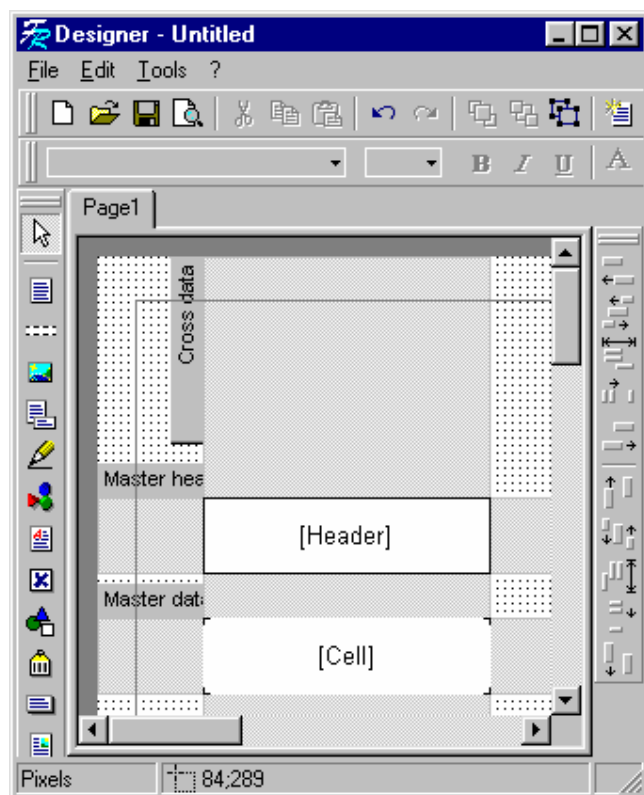 Designer - Untitled
File Edit Tools ?
B I U A
Page1
Cross data
Master hea
[Header]
Master data
[Cell]
Pixels 84;289